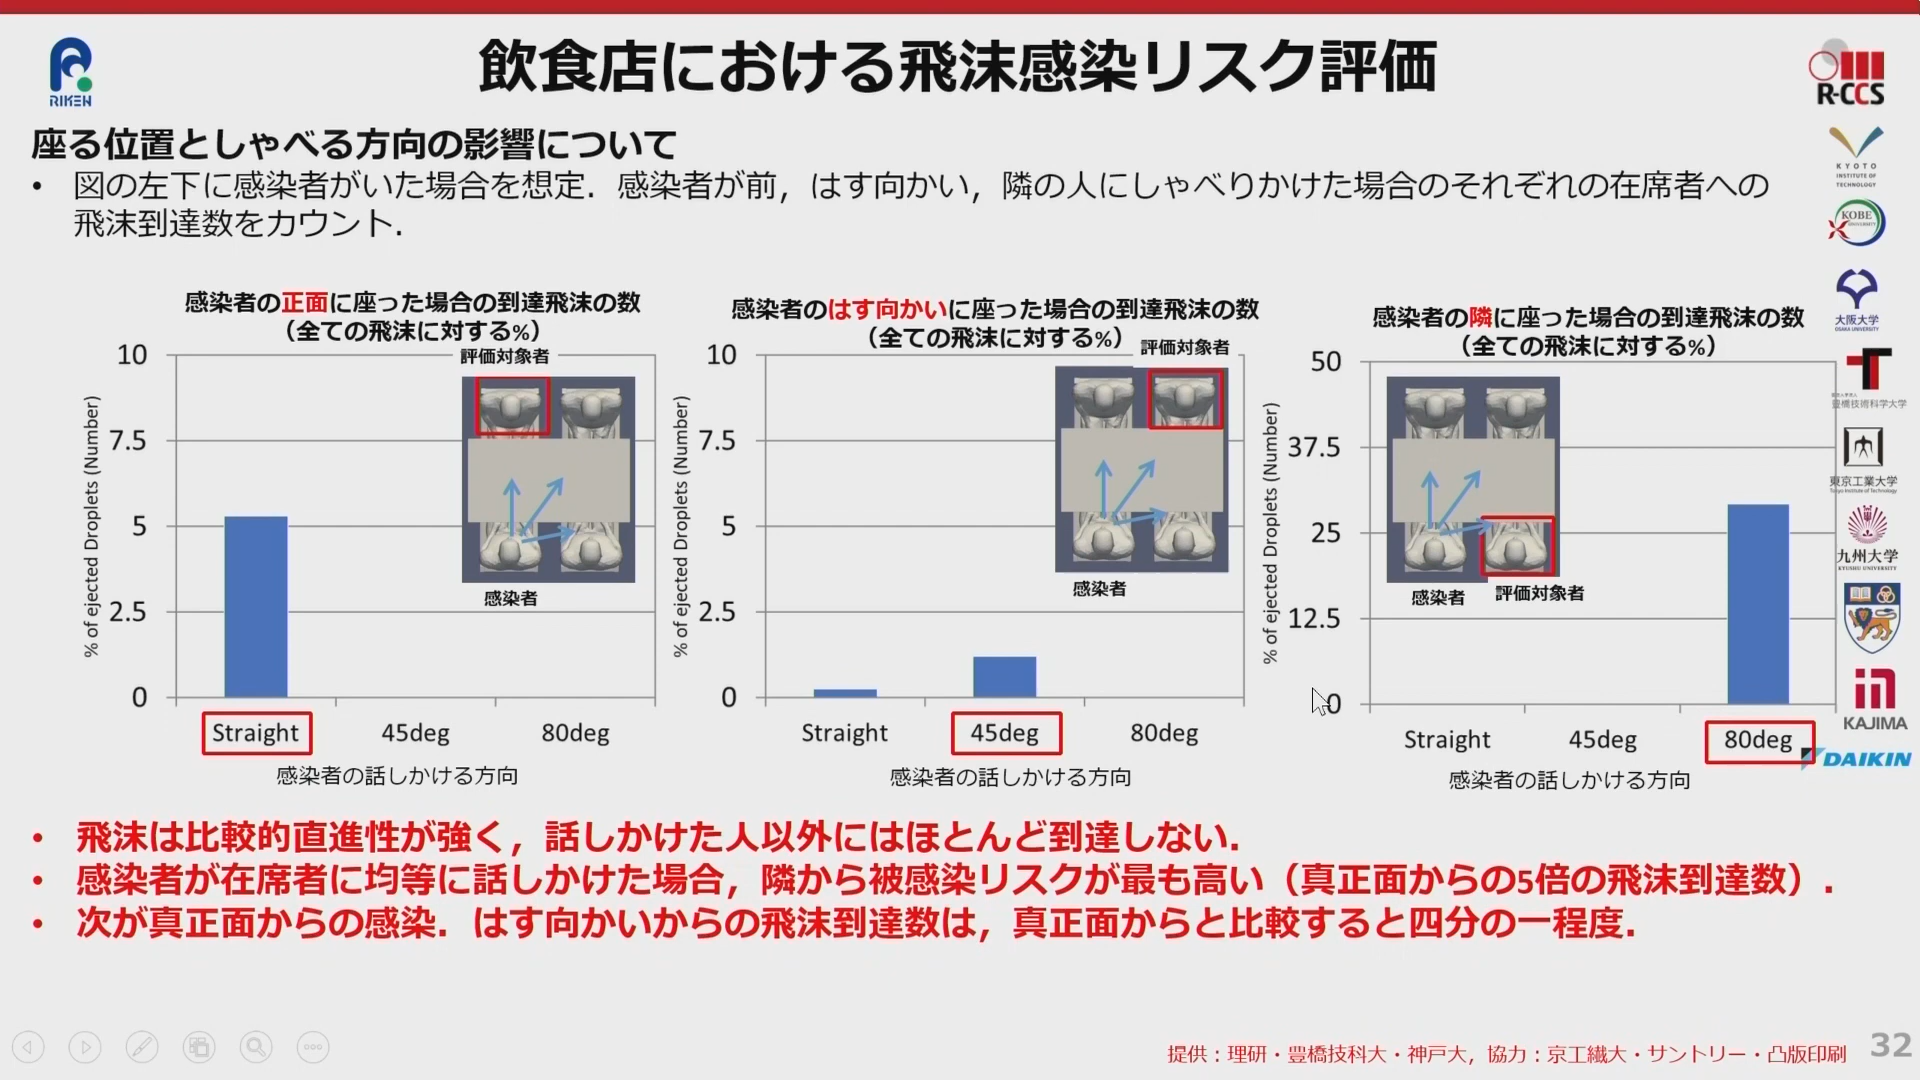 飲食店における飛沫感染リスク評価
RIKEN
R-CCS
座る位置としゃべる方向の影響について
• 図の左下に感染者がいた場合を想定．感染者が前，はす向かい，隣の人にしゃべりかけた場合のそれぞれの在席者への
飛沫到達数をカウント．
KYOTO
INSTITUTE OF
TECHNOLOGY
KOBE
UNIVERSITY
大阪大学
OSAKA UNIVERSITY
豊橋技術科学大学
東京工業大学
Tokyo Institute of Technology
九州大学
KYUSHU UNIVERSITY
KAJIMA
DAIKIN
感染者の正面に座った場合の到達飛沫の数
（全ての飛沫に対する%）
評価対象者
% of ejected Droplets (Number)
10
7.5
5
2.5
0
感染者
Straight
45deg
80deg
感染者の話しかける方向
感染者のはす向かいに座った場合の到達飛沫の数
（全ての飛沫に対する%）
評価対象者
% of ejected Droplets (Number)
10
7.5
5
2.5
0
感染者
Straight
45deg
80deg
感染者の話しかける方向
感染者の隣に座った場合の到達飛沫の数
（全ての飛沫に対する%）
% of ejected Droplets (Number)
50
37.5
25
12.5
0
感染者
評価対象者
Straight
45deg
80deg
感染者の話しかける方向
• 飛沫は比較的直進性が強く，話しかけた人以外にはほとんど到達しない．
• 感染者が在席者に均等に話しかけた場合，隣から被感染リスクが最も高い（真正面からの5倍の飛沫到達数）．
• 次が真正面からの感染．はす向かいからの飛沫到達数は，真正面からと比較すると四分の一程度．
提供：理研・豊橋技科大・神戸大，協力：京工繊大・サントリー・凸版印刷
32